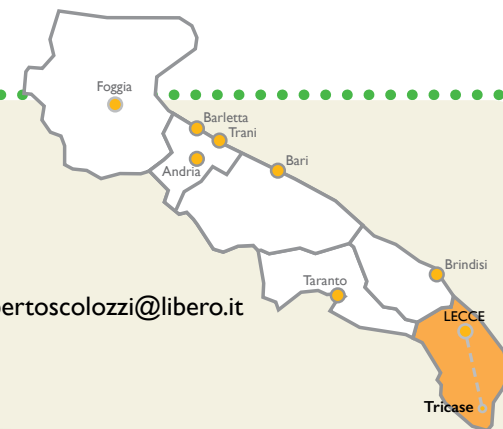 Foggia
Barletta
Trani
Andria
Bari
Brindisi
Taranto
ertoscolozzi@libero.it
LECCE
Tricase